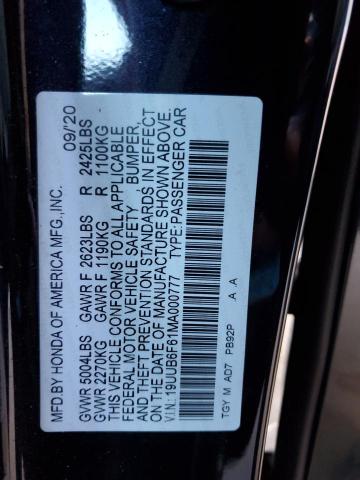 MFD.BY HONDA OF AMERICA MFG.,INC. 09/'20
GVWR 5004LBS GAWR F 2623LBS R 2425LBS
GVWR 2270KG GAWR F 1190KG R 1100KG
THIS VEHICLE CONFORMS TO ALL APPLICABLE
FEDERAL MOTOR VEHICLE SAFETY, BUMPER,
AND THEFT PREVENTION STANDARDS IN EFFECT
ON THE DATE OF MANUFACTURE SHOWN ABOVE.
V.I.N.:19UUB6F61MA000777 TYPE:PASSENGER CAR
TGY M AD7 PB92P A .A